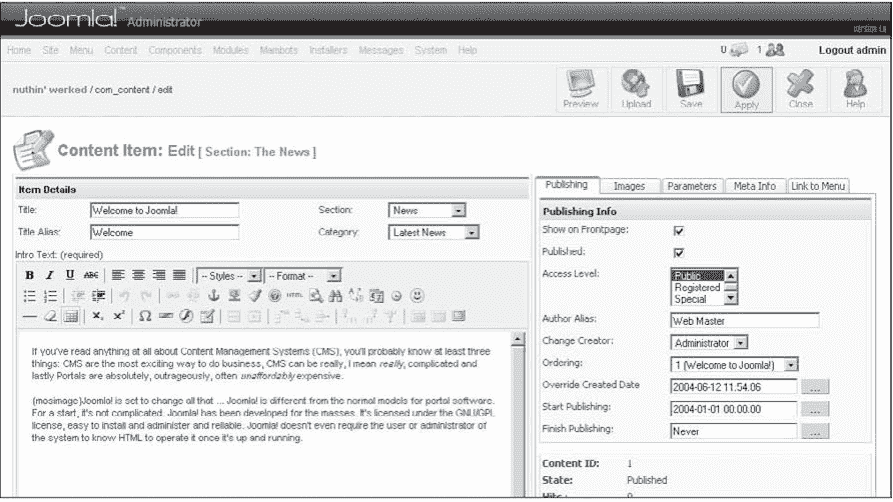 Joomla!™ Administrator
version 1.0
Home Site Menu Content Components Modules Mambots Installers Messages System Help
0 1 Logout admin
nuthin' werked / com_content / edit
Preview Upload Save Apply Close Help
Content Item: Edit [ Section: The News ]
Item Details
Title: Welcome to Joomla! Section: News
Title Alias: Welcome Category: Latest News
Intro Text: (required)
B I U ABC -- Styles -- -- Format --
HTML
If you've read anything at all about Content Management Systems (CMS), you'll probably know at least three
things: CMS are the most exciting way to do business, CMS can be really, I mean really, complicated and
lastly Portals are absolutely, outrageously, often unaffordably expensive.
{mosimage}Joomla! is set to change all that ... Joomla! is different from the normal models for portal software.
For a start, it's not complicated. Joomla! has been developed for the masses. It's licensed under the GNU/GPL
license, easy to install and administer and reliable. Joomla! doesn't even require the user or administrator of
the system to know HTML to operate it once it's up and running.
Publishing Images Parameters Meta Info Link to Menu
Publishing Info
Show on Frontpage:
Published:
Access Level: Public
Registered
Special
Author Alias: Web Master
Change Creator: Administrator
Ordering: 1 (Welcome to Joomla!)
Override Created Date 2004-06-12 11:54:06 ...
Start Publishing: 2004-01-01 00:00:00 ...
Finish Publishing: Never ...
Content ID: 1
State: Published
Hits: 0